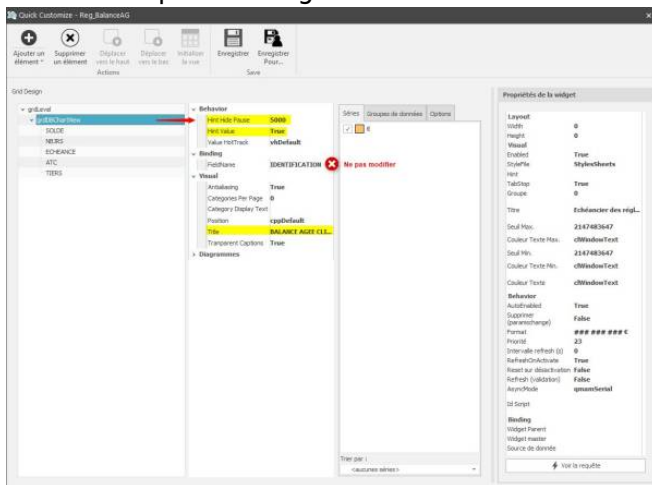 Quick Customize - Reg_BalanceAG
Ajouter un élément
Supprimer un élément
Déplacer vers le haut
Déplacer vers le bas
Initialiser la vue
Actions
Enregistrer
Enregistrer Pour...
Save
Grid Design
grdLevel
grdDBChartView
SOLDE
NBJRS
ECHEANCE
ATC
TIERS
Behavior
Hint Hide Pause 5000
Hint Value True
Value HotTrack vhDefault
Binding
FieldName IDENTIFICATION
Ne pas modifier
Visual
Antialiasing True
Categories Per Page 0
Category Display Text
Position cppDefault
Title BALANCE AGEE CLI...
Tranparent Captions True
Diagrammes
Séries Groupes de données Options
€
Trier par :
<aucunes séries>
Propriétés de la widget
Layout
Width 0
Height 0
Visual
Enabled True
StyleFile StylesSheets
Hint
TabStop True
Groupe 0
Titre Echéancier des régl...
Seuil Max. 2147483647
Couleur Texte Max. clWindowText
Seuil Min. 2147483647
Couleur Texte Min. clWindowText
Couleur Texte clWindowText
Behavior
AutoEnabled True
Supprimer (paramschange) False
Format ### ### ### €
Priorité 23
Intervalle refresh (s) 0
RefreshOnActivate True
Reset sur désactivation False
Refresh (validation) False
AsyncMode qmamSerial
Id Script
Binding
Widget Parent
Widget master
Source de donnée
Voir la requête